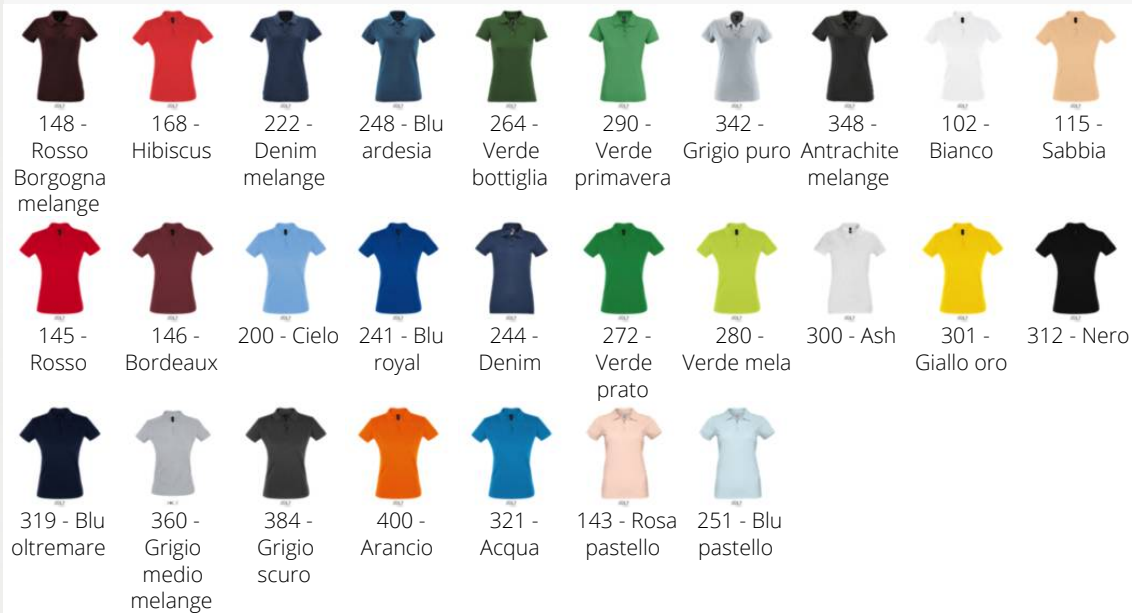 148 - Rosso Borgogna melange
168 - Hibiscus
222 - Denim melange
248 - Blu ardesia
264 - Verde bottiglia
290 - Verde primavera
342 - Grigio puro
348 - Antrachite melange
102 - Bianco
115 - Sabbia
145 - Rosso
146 - Bordeaux
200 - Cielo
241 - Blu royal
244 - Denim
272 - Verde prato
280 - Verde mela
300 - Ash
301 - Giallo oro
312 - Nero
319 - Blu oltremare
360 - Grigio medio melange
384 - Grigio scuro
400 - Arancio
321 - Acqua
143 - Rosa pastello
251 - Blu pastello